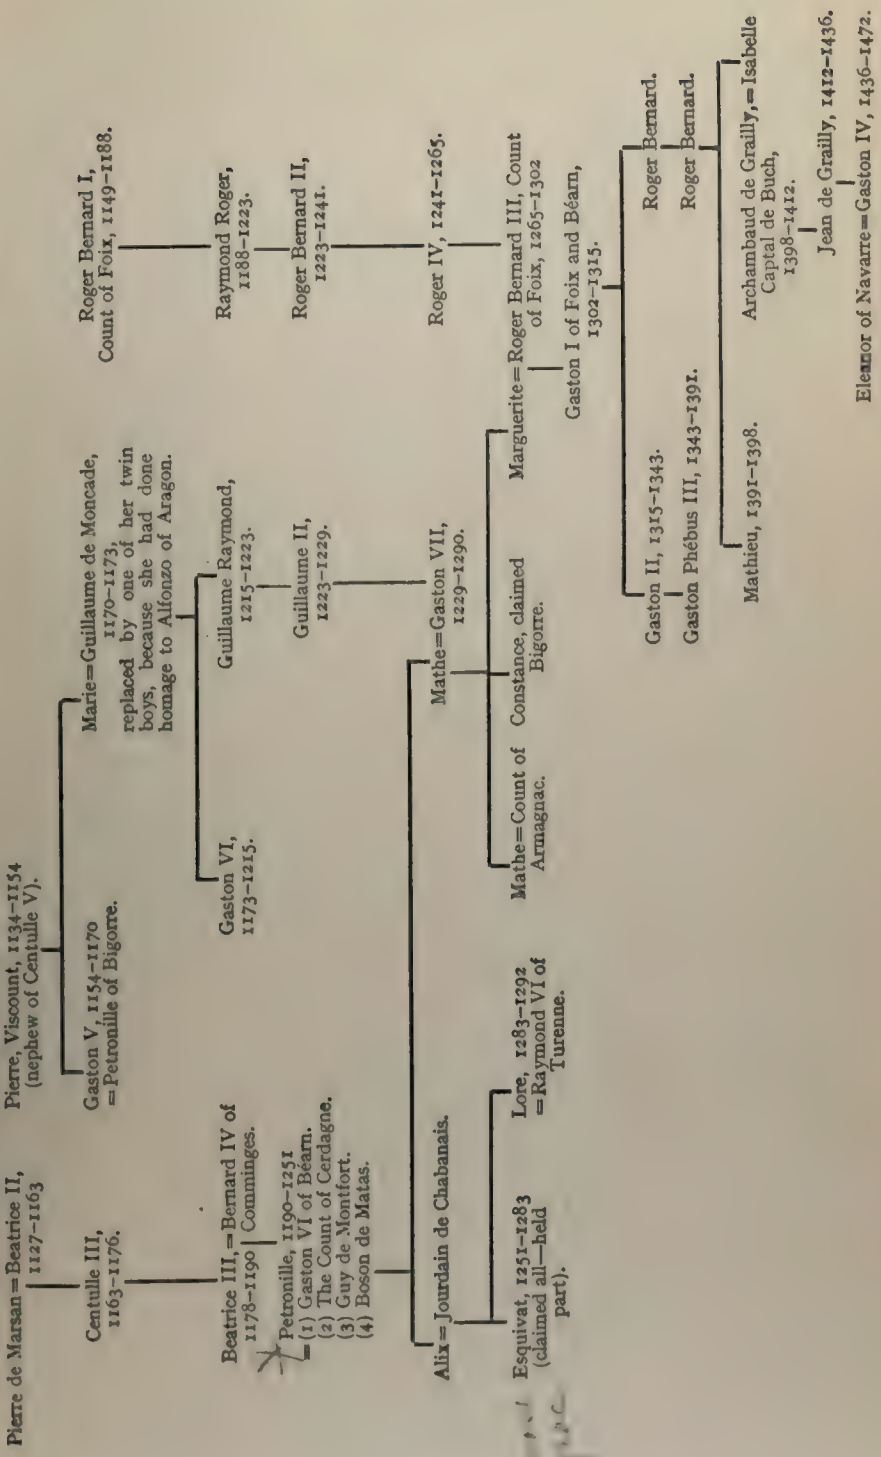 Pierre de Marsan = Beatrice II,
1127–1163
Pierre, Viscount, 1134–1154
(nephew of Centulle V).
Centulle III,
1163–1176.
Gaston V, 1154–1170
= Petronille of Bigorre.
Marie = Guillaume de Moncade,
1170–1173,
replaced by one of her twin
boys, because she had done
homage to Alfonzo of Aragon.
Roger Bernard I,
Count of Foix, 1149–1188.
Beatrice III, = Bernard IV of
1178–1190 Comminges.
Gaston VI,
1173–1215.
Guillaume Raymond,
1215–1223.
Raymond Roger,
1188–1223.
Petronille, 1190–1251
= (1) Gaston VI of Béarn.
(2) The Count of Cerdagne.
(3) Guy de Montfort.
(4) Boson de Matas.
Guillaume II,
1223–1229.
Roger Bernard II,
1223–1241.
Alix = Jourdain de Chabanais.
Mathe = Gaston VII,
1229–1290.
Roger IV, 1241–1265.
Esquivat, 1251–1283
(claimed all—held
part).
Lore, 1283–1292
= Raymond VI of
Turenne.
Mathe = Count of
Armagnac.
Constance, claimed
Bigorre.
Marguerite = Roger Bernard III, Count
of Foix, 1265–1302
Gaston I of Foix and Béarn,
1302–1315.
Gaston II, 1315–1343.
Roger Bernard.
Gaston Phébus III, 1343–1391.
Roger Bernard.
Mathieu, 1391–1398.
Archambaud de Grailly, = Isabelle
Captal de Buch,
1398–1412.
Jean de Grailly, 1412–1436.
Eleanor of Navarre = Gaston IV, 1436–1472.